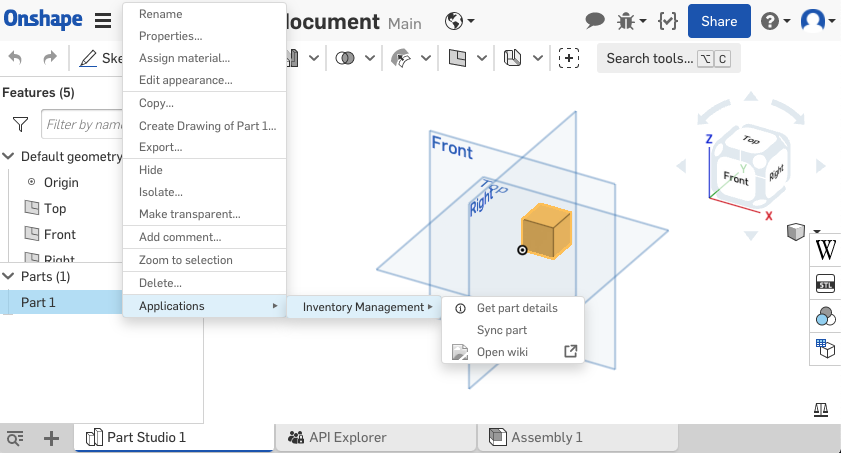 Onshape
Document Main
Share
Ske
Search tools... ⌥ C
Features (5)
Filter by name
Default geometry
Origin
Top
Front
Right
Parts (1)
Part 1
Rename
Properties...
Assign material...
Edit appearance...
Copy...
Create Drawing of Part 1...
Export...
Hide
Isolate...
Make transparent...
Add comment...
Zoom to selection
Delete...
Applications
Inventory Management
Get part details
Sync part
Open wiki
Front
Top
Right
Z
Top
Y
Front
Right
X
W
STL
Part Studio 1
API Explorer
Assembly 1